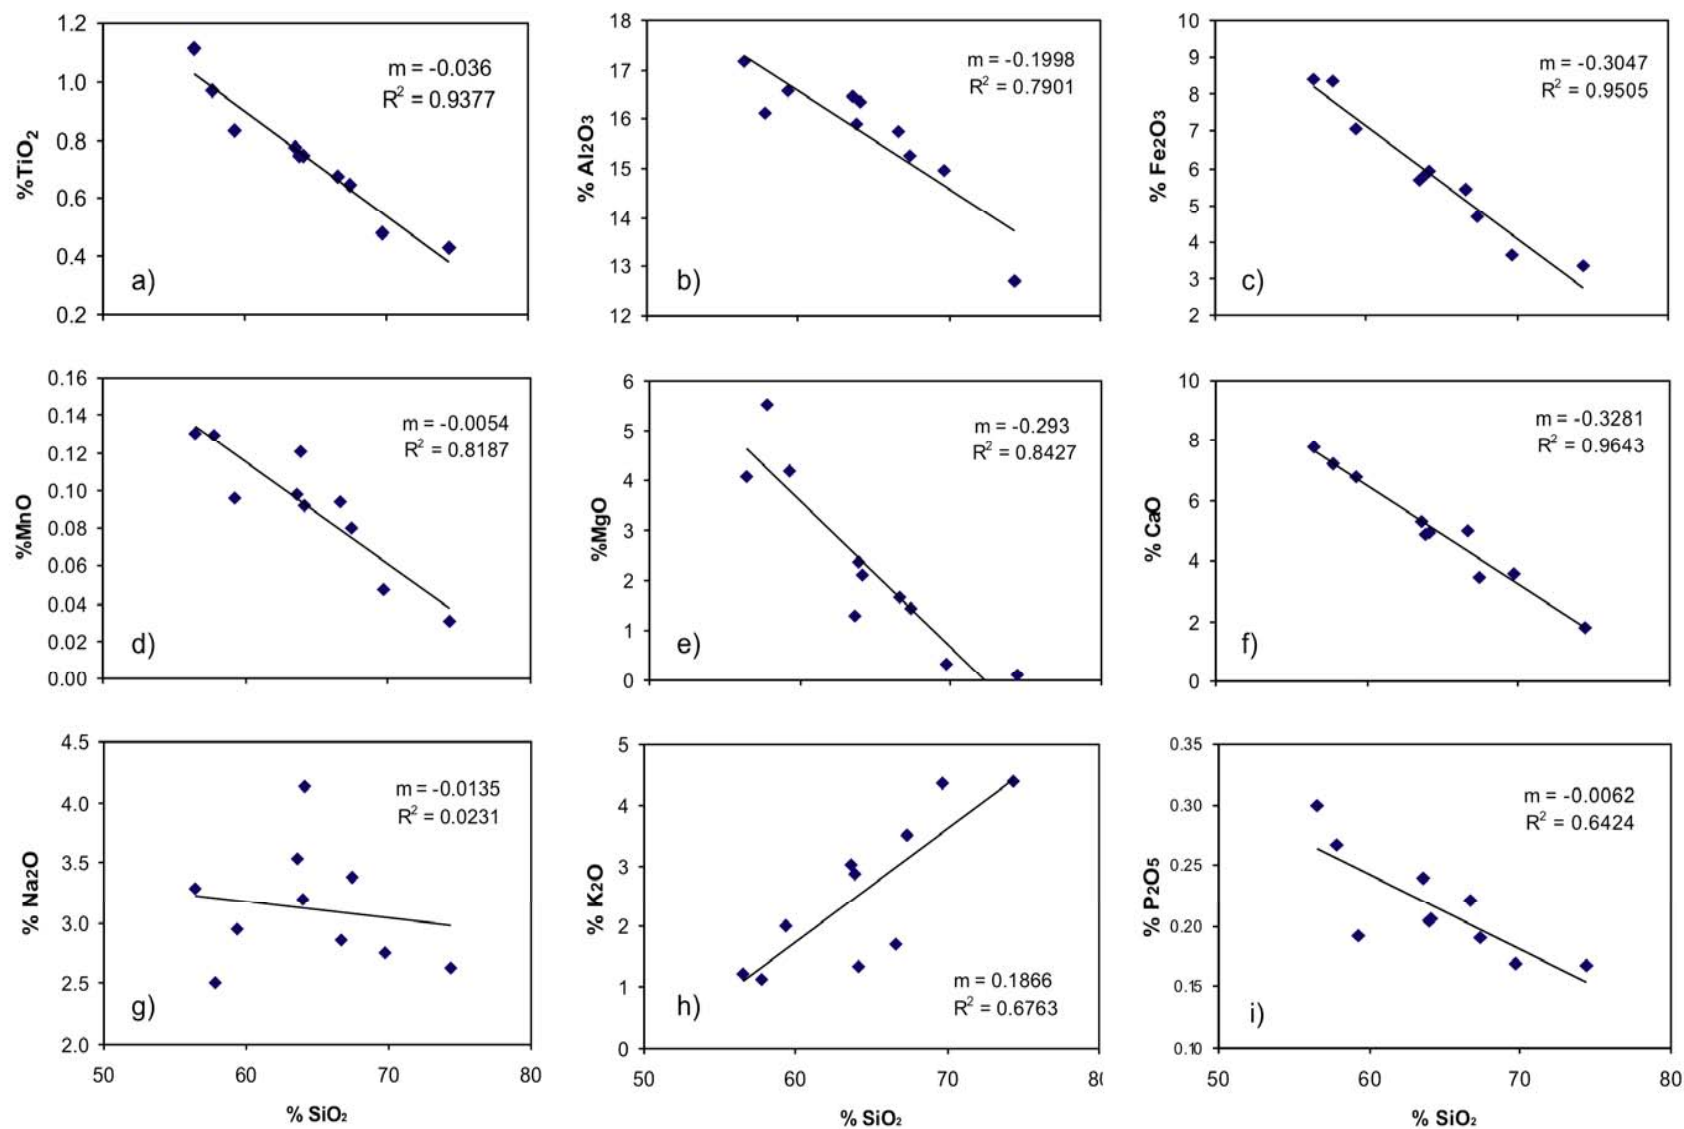 1.2
1.0
0.8
0.6
0.4
0.2
%TiO2
m = -0.036
R2 = 0.9377
a)
18
17
16
15
14
13
12
% Al2O3
m = -0.1998
R2 = 0.7901
b)
10
9
8
7
6
5
4
3
2
% Fe2O3
m = -0.3047
R2 = 0.9505
c)
0.16
0.14
0.12
0.10
0.08
0.06
0.04
0.02
0.00
%MnO
m = -0.0054
R2 = 0.8187
d)
6
5
4
3
2
1
0
%MgO
m = -0.293
R2 = 0.8427
e)
10
8
6
4
2
0
% CaO
m = -0.3281
R2 = 0.9643
f)
4.5
4.0
3.5
3.0
2.5
2.0
% Na2O
m = -0.0135
R2 = 0.0231
g)
50 60 70 80
% SiO2
5
4
3
2
1
0
% K2O
m = 0.1866
R2 = 0.6763
h)
50 60 70
% SiO2
0.35
0.30
0.25
0.20
0.15
0.10
% P2O5
m = -0.0062
R2 = 0.6424
i)
50 60 70 80
% SiO2